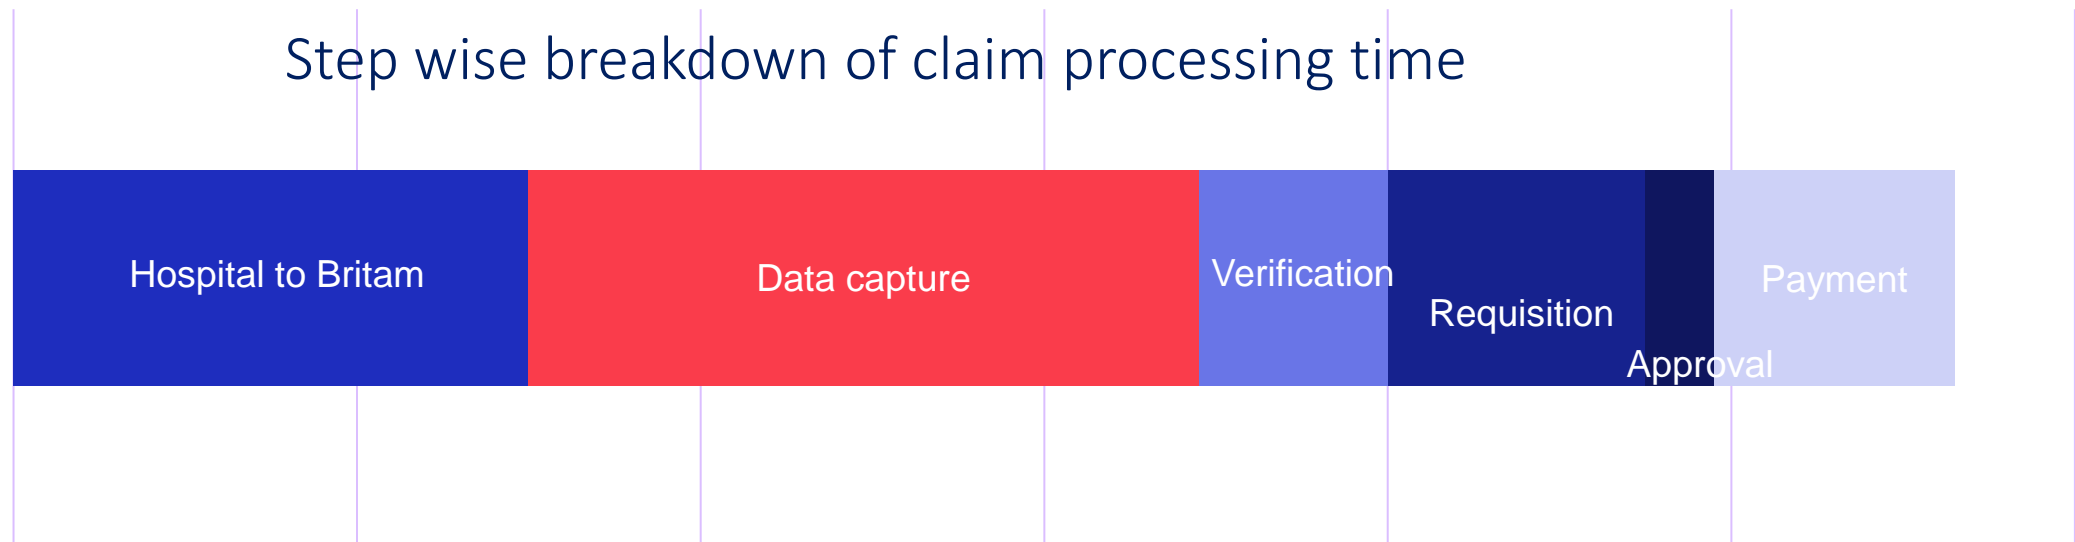 Step wise breakdown of claim processing time
Hospital to Britam
Data capture
Verification
Requisition
Approval
Payment